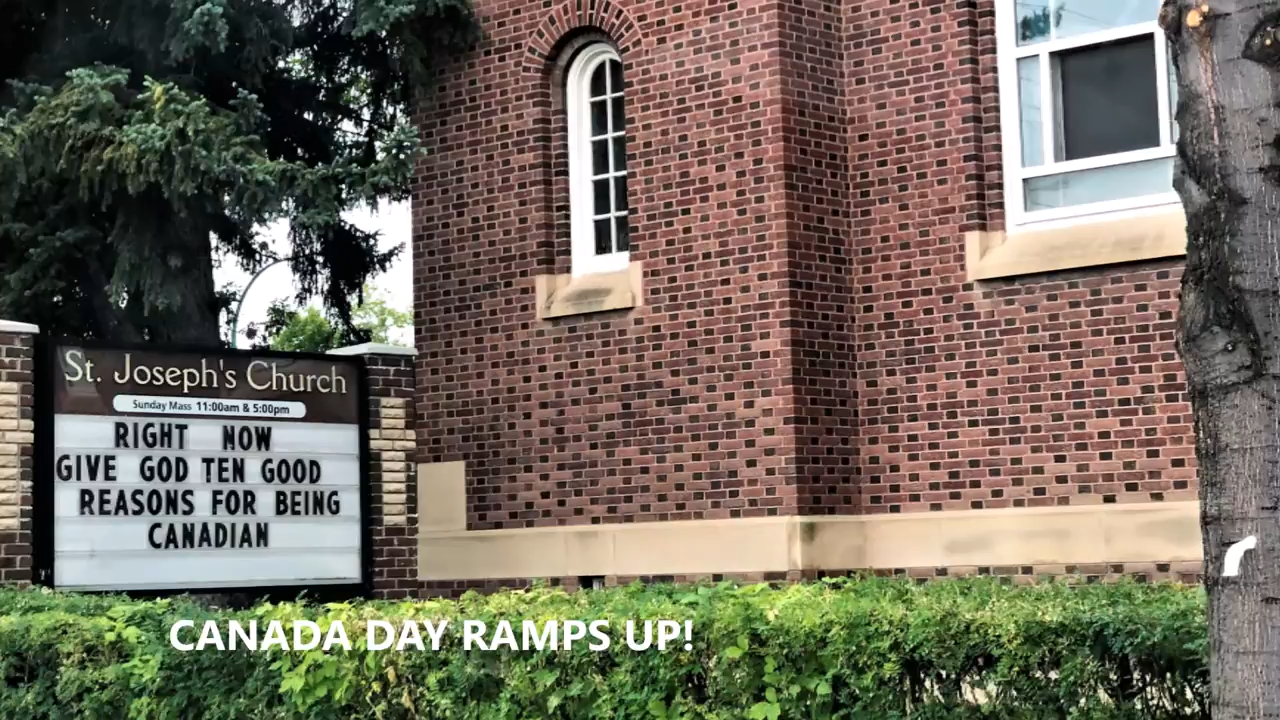 St. Joseph's Church
Sunday Mass 11:00am & 5:00pm
RIGHT NOW
GIVE GOD TEN GOOD
REASONS FOR BEING
CANADIAN
CANADA DAY RAMPS UP!